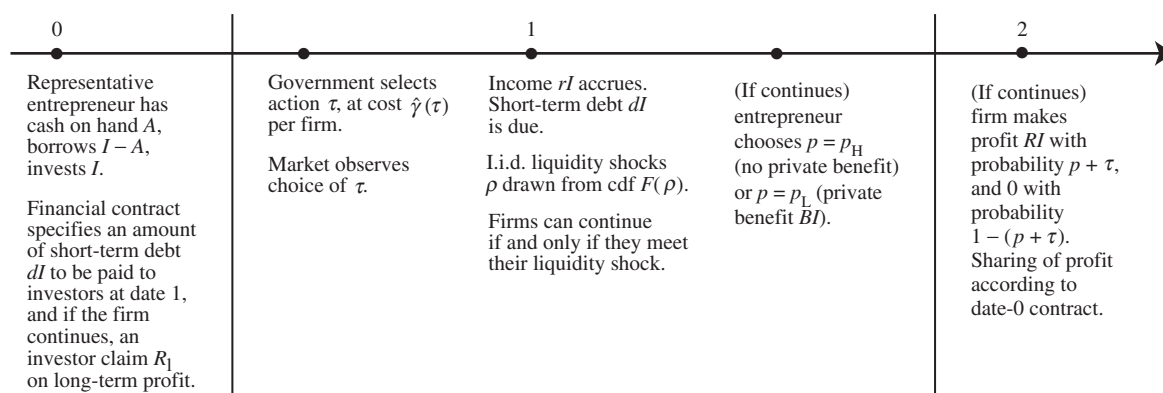 0
Representative
entrepreneur has
cash on hand A,
borrows I – A,
invests I.
Financial contract
specifies an amount
of short-term debt
dI to be paid to
investors at date 1,
and if the firm
continues, an
investor claim R_l
on long-term profit.
Government selects
action τ, at cost γ̂(τ)
per firm.
Market observes
choice of τ.
1
Income rI accrues.
Short-term debt dI
is due.
I.i.d. liquidity shocks
ρ drawn from cdf F(ρ).
Firms can continue
if and only if they meet
their liquidity shock.
(If continues)
entrepreneur
chooses p = p_H
(no private benefit)
or p = p_L (private
benefit BI).
2
(If continues)
firm makes
profit RI with
probability p + τ,
and 0 with
probability
1 – (p + τ).
Sharing of profit
according to
date-0 contract.